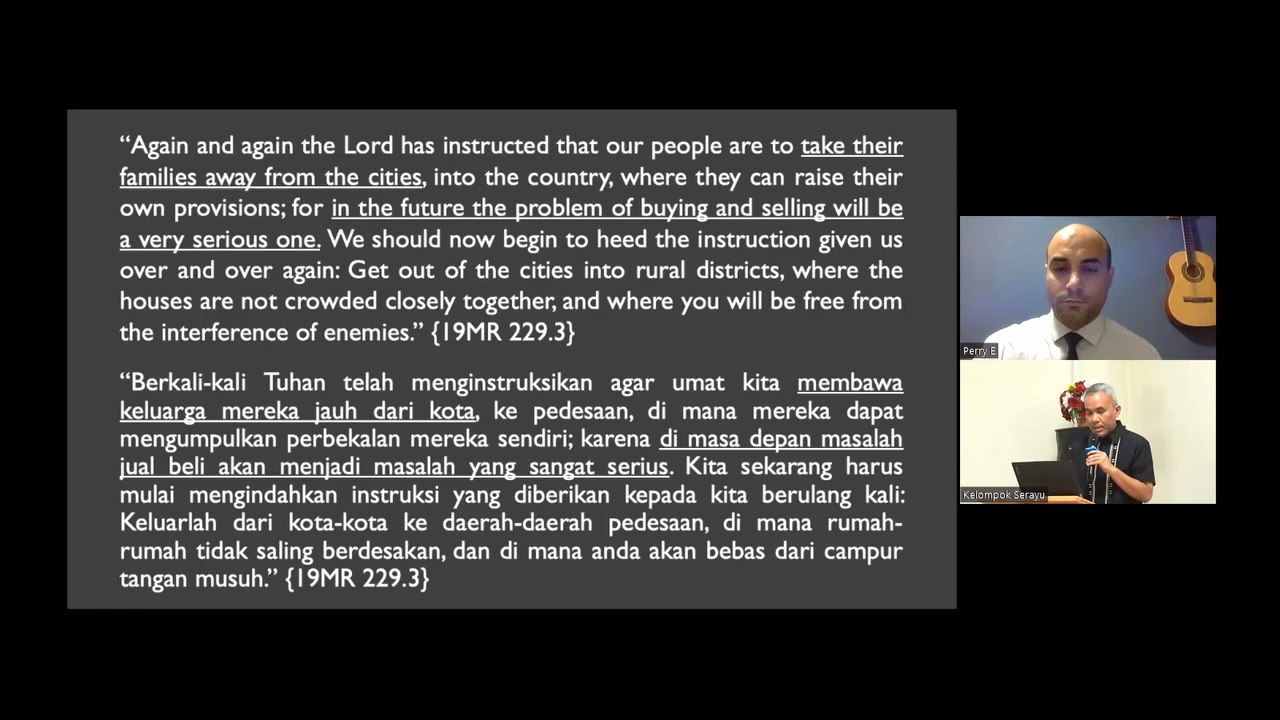 “Again and again the Lord has instructed that our people are to take their
families away from the cities, into the country, where they can raise their
own provisions; for in the future the problem of buying and selling will be
a very serious one. We should now begin to heed the instruction given us
over and over again: Get out of the cities into rural districts, where the
houses are not crowded closely together, and where you will be free from
the interference of enemies.” {19MR 229.3}
“Berkali-kali Tuhan telah menginstruksikan agar umat kita membawa
keluarga mereka jauh dari kota, ke pedesaan, di mana mereka dapat
mengumpulkan perbekalan mereka sendiri; karena di masa depan masalah
jual beli akan menjadi masalah yang sangat serius. Kita sekarang harus
mulai mengindahkan instruksi yang diberikan kepada kita berulang kali:
Keluarlah dari kota-kota ke daerah-daerah pedesaan, di mana rumah-
rumah tidak saling berdesakan, dan di mana anda akan bebas dari campur
tangan musuh.” {19MR 229.3}
Perry E
Kelompok Serayu